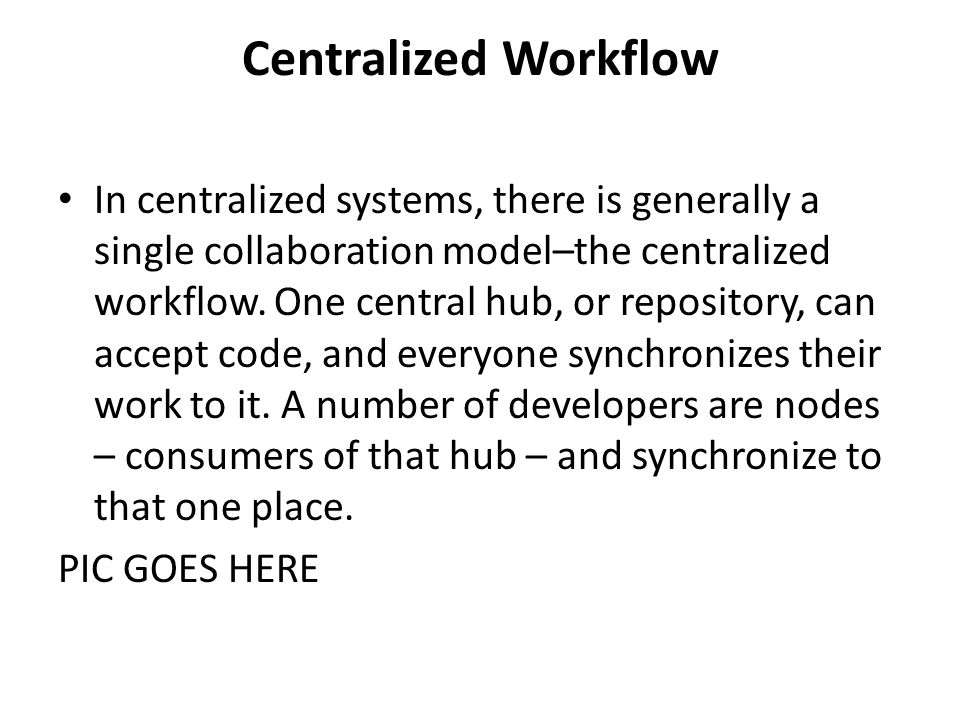 Centralized Workflow
• In centralized systems, there is generally a
single collaboration model–the centralized
workflow. One central hub, or repository, can
accept code, and everyone synchronizes their
work to it. A number of developers are nodes
– consumers of that hub – and synchronize to
that one place.
PIC GOES HERE